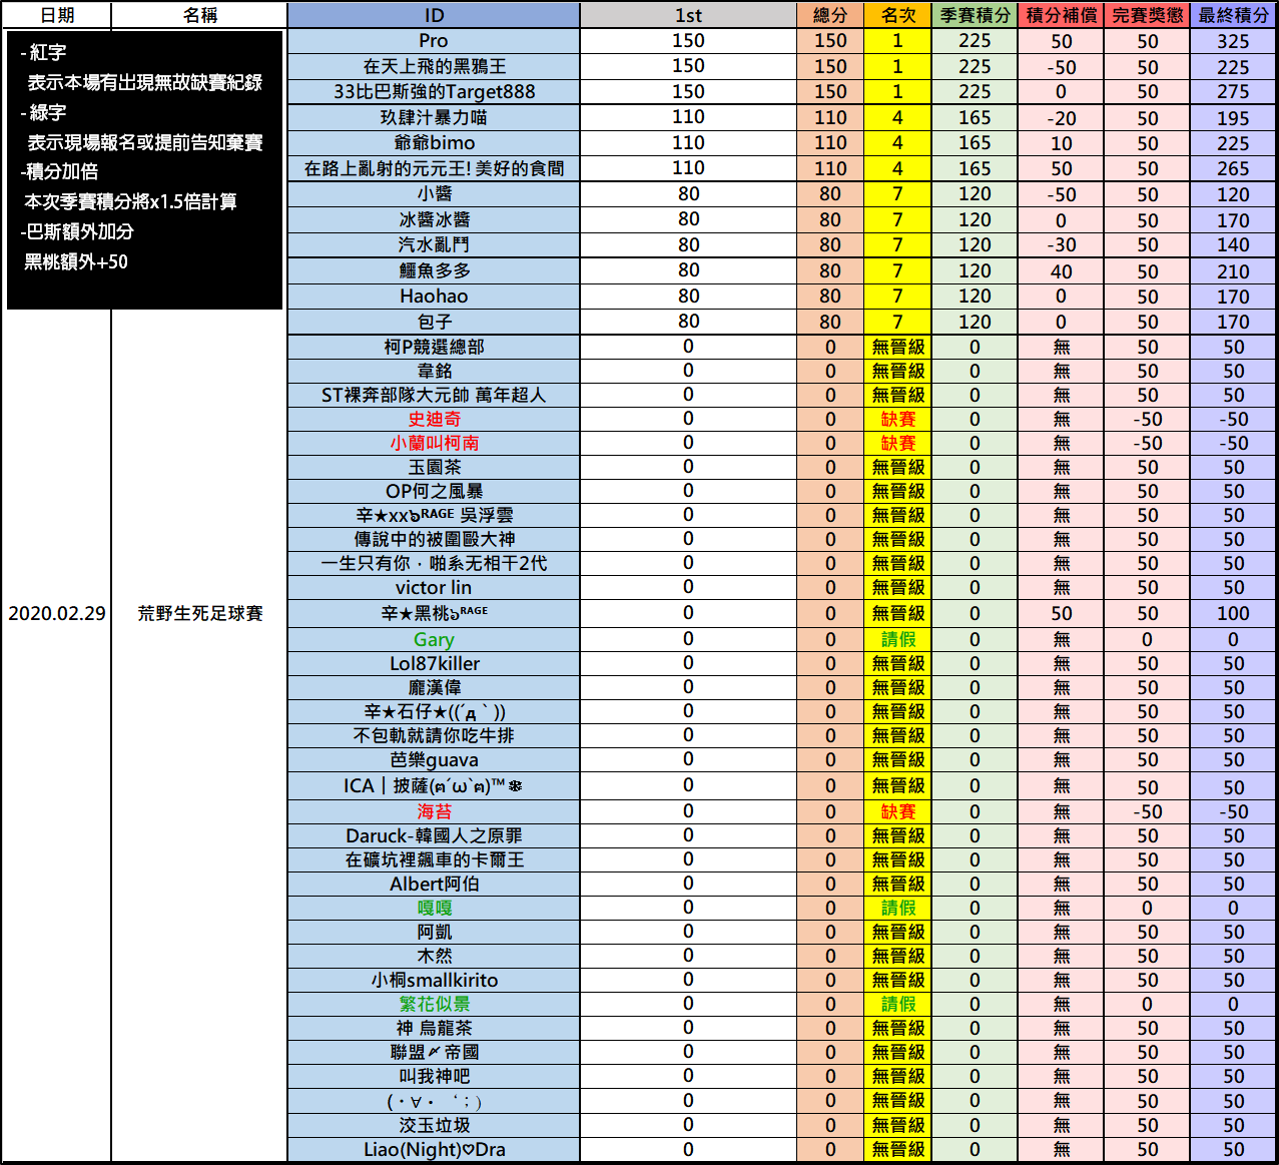 日期 名稱 ID 1st 總分 名次 季賽積分 積分補償 完賽獎懲 最終積分
- 紅字
表示本場有出現無故缺賽紀錄
- 綠字
表示現場報名或提前告知棄賽
-積分加倍
本次季賽積分將x1.5倍計算
-巴斯額外加分
黑桃額外+50
2020.02.29 荒野生死足球賽
Pro 150 150 1 225 50 50 325
在天上飛的黑鴉王 150 150 1 225 -50 50 225
33比巴斯強的Target888 150 150 1 225 0 50 275
玖肆汁暴力喵 110 110 4 165 -20 50 195
爺爺bimo 110 110 4 165 10 50 225
在路上亂射的元元王!美好的食間 110 110 4 165 50 50 265
小醬 80 80 7 120 -50 50 120
冰醬冰醬 80 80 7 120 0 50 170
汽水亂鬥 80 80 7 120 -30 50 140
鱷魚多多 80 80 7 120 40 50 210
Haohao 80 80 7 120 0 50 170
包子 80 80 7 120 0 50 170
柯P競選總部 0 0 無晉級 0 無 50 50
韋銘 0 0 無晉級 0 無 50 50
ST裸奔部隊大元帥 萬年超人 0 0 無晉級 0 無 50 50
史迪奇 0 0 缺賽 0 無 -50 -50
小蘭叫柯南 0 0 缺賽 0 無 -50 -50
玉園茶 0 0 無晉級 0 無 50 50
OP何之風暴 0 0 無晉級 0 無 50 50
辛★xxঌᴿᴬᴳᴱ 吳浮雲 0 0 無晉級 0 無 50 50
傳說中的被圍毆大神 0 0 無晉級 0 無 50 50
一生只有你．啪系无相干2代 0 0 無晉級 0 無 50 50
victor lin 0 0 無晉級 0 無 50 50
辛★黑桃ঌᴿᴬᴳᴱ 0 0 無晉級 0 50 50 100
Gary 0 0 請假 0 無 0 0
Lol87killer 0 0 無晉級 0 無 50 50
龐漢偉 0 0 無晉級 0 無 50 50
辛★石仔★((´д｀)) 0 0 無晉級 0 無 50 50
不包軌就請你吃牛排 0 0 無晉級 0 無 50 50
芭樂guava 0 0 無晉級 0 無 50 50
ICA｜披薩(ฅ´ω`ฅ)™❄ 0 0 無晉級 0 無 50 50
海苔 0 0 缺賽 0 無 -50 -50
Daruck-韓國人之原罪 0 0 無晉級 0 無 50 50
在礦坑裡飆車的卡爾王 0 0 無晉級 0 無 50 50
Albert阿伯 0 0 無晉級 0 無 50 50
嘎嘎 0 0 請假 0 無 0 0
阿凱 0 0 無晉級 0 無 50 50
木然 0 0 無晉級 0 無 50 50
小桐smallkirito 0 0 無晉級 0 無 50 50
繁花似景 0 0 請假 0 無 0 0
神 烏龍茶 0 0 無晉級 0 無 50 50
聯盟〆帝國 0 0 無晉級 0 無 50 50
叫我神吧 0 0 無晉級 0 無 50 50
(・∀・ ‘；) 0 0 無晉級 0 無 50 50
洨玉垃圾 0 0 無晉級 0 無 50 50
Liao(Night)♡Dra 0 0 無晉級 0 無 50 50